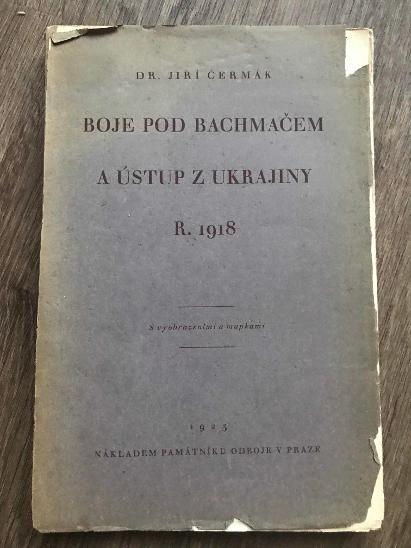 DR. JIŘÍ ČERMÁK
BOJE POD BACHMAČEM
A ÚSTUP Z UKRAJINY
R. 1918
S vyobrazeními a mapkami
1923
NÁKLADEM PAMÁTNÍKU ODBOJE V PRAZE